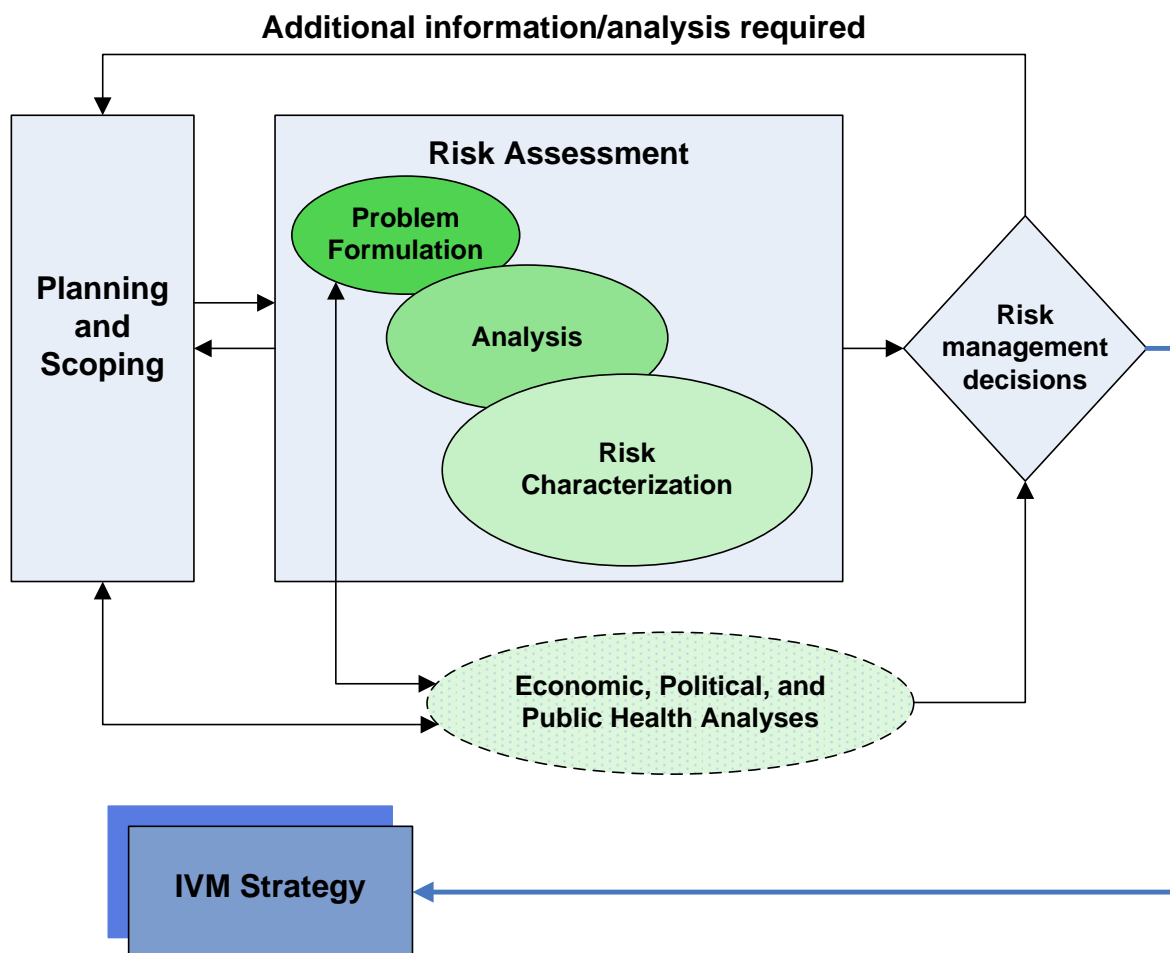 Additional information/analysis required
Planning
and
Scoping
Risk Assessment
Problem
Formulation
Analysis
Risk
Characterization
Risk
management
decisions
Economic, Political, and
Public Health Analyses
IVM Strategy